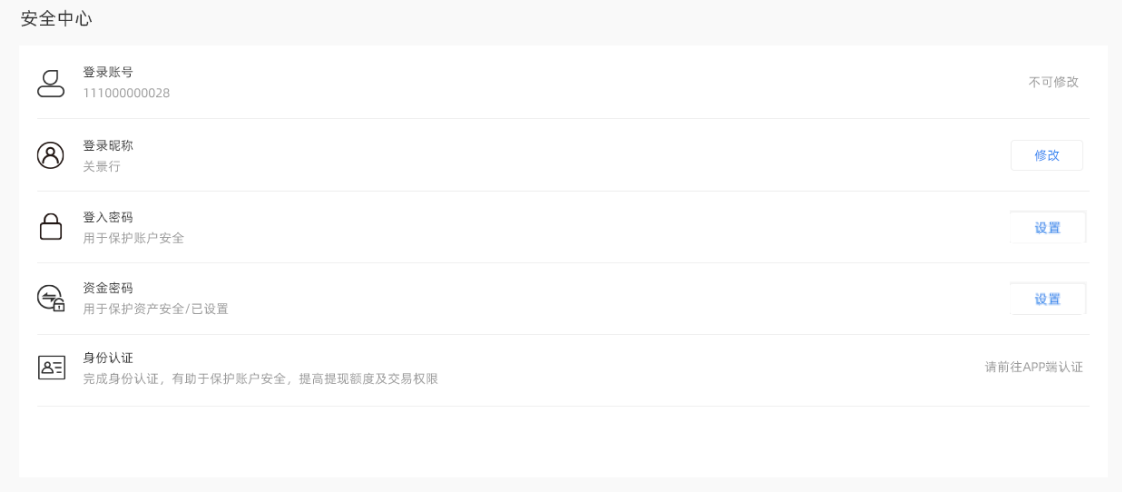 安全中心
登录账号
111000000028
不可修改
登录昵称
关景行
修改
登入密码
用于保护账户安全
设置
资金密码
用于保护资产安全/已设置
设置
身份认证
完成身份认证，有助于保护账户安全，提高提现额度及交易权限
请前往APP端认证